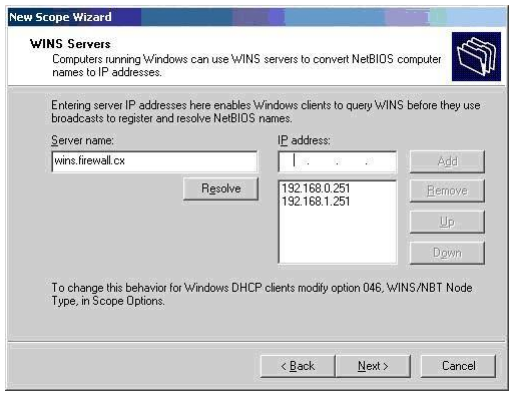 New Scope Wizard
WINS Servers
Computers running Windows can use WINS servers to convert NetBIOS computer
names to IP addresses.
Entering server IP addresses here enables Windows clients to query WINS before they use
broadcasts to register and resolve NetBIOS names.
Server name:
IP address:
wins.firewall.cx
. . .
Add
Resolve
192.168.0.251
192.168.1.251
Remove
Up
Down
To change this behavior for Windows DHCP clients modify option 046, WINS/NBT Node
Type, in Scope Options.
< Back
Next >
Cancel